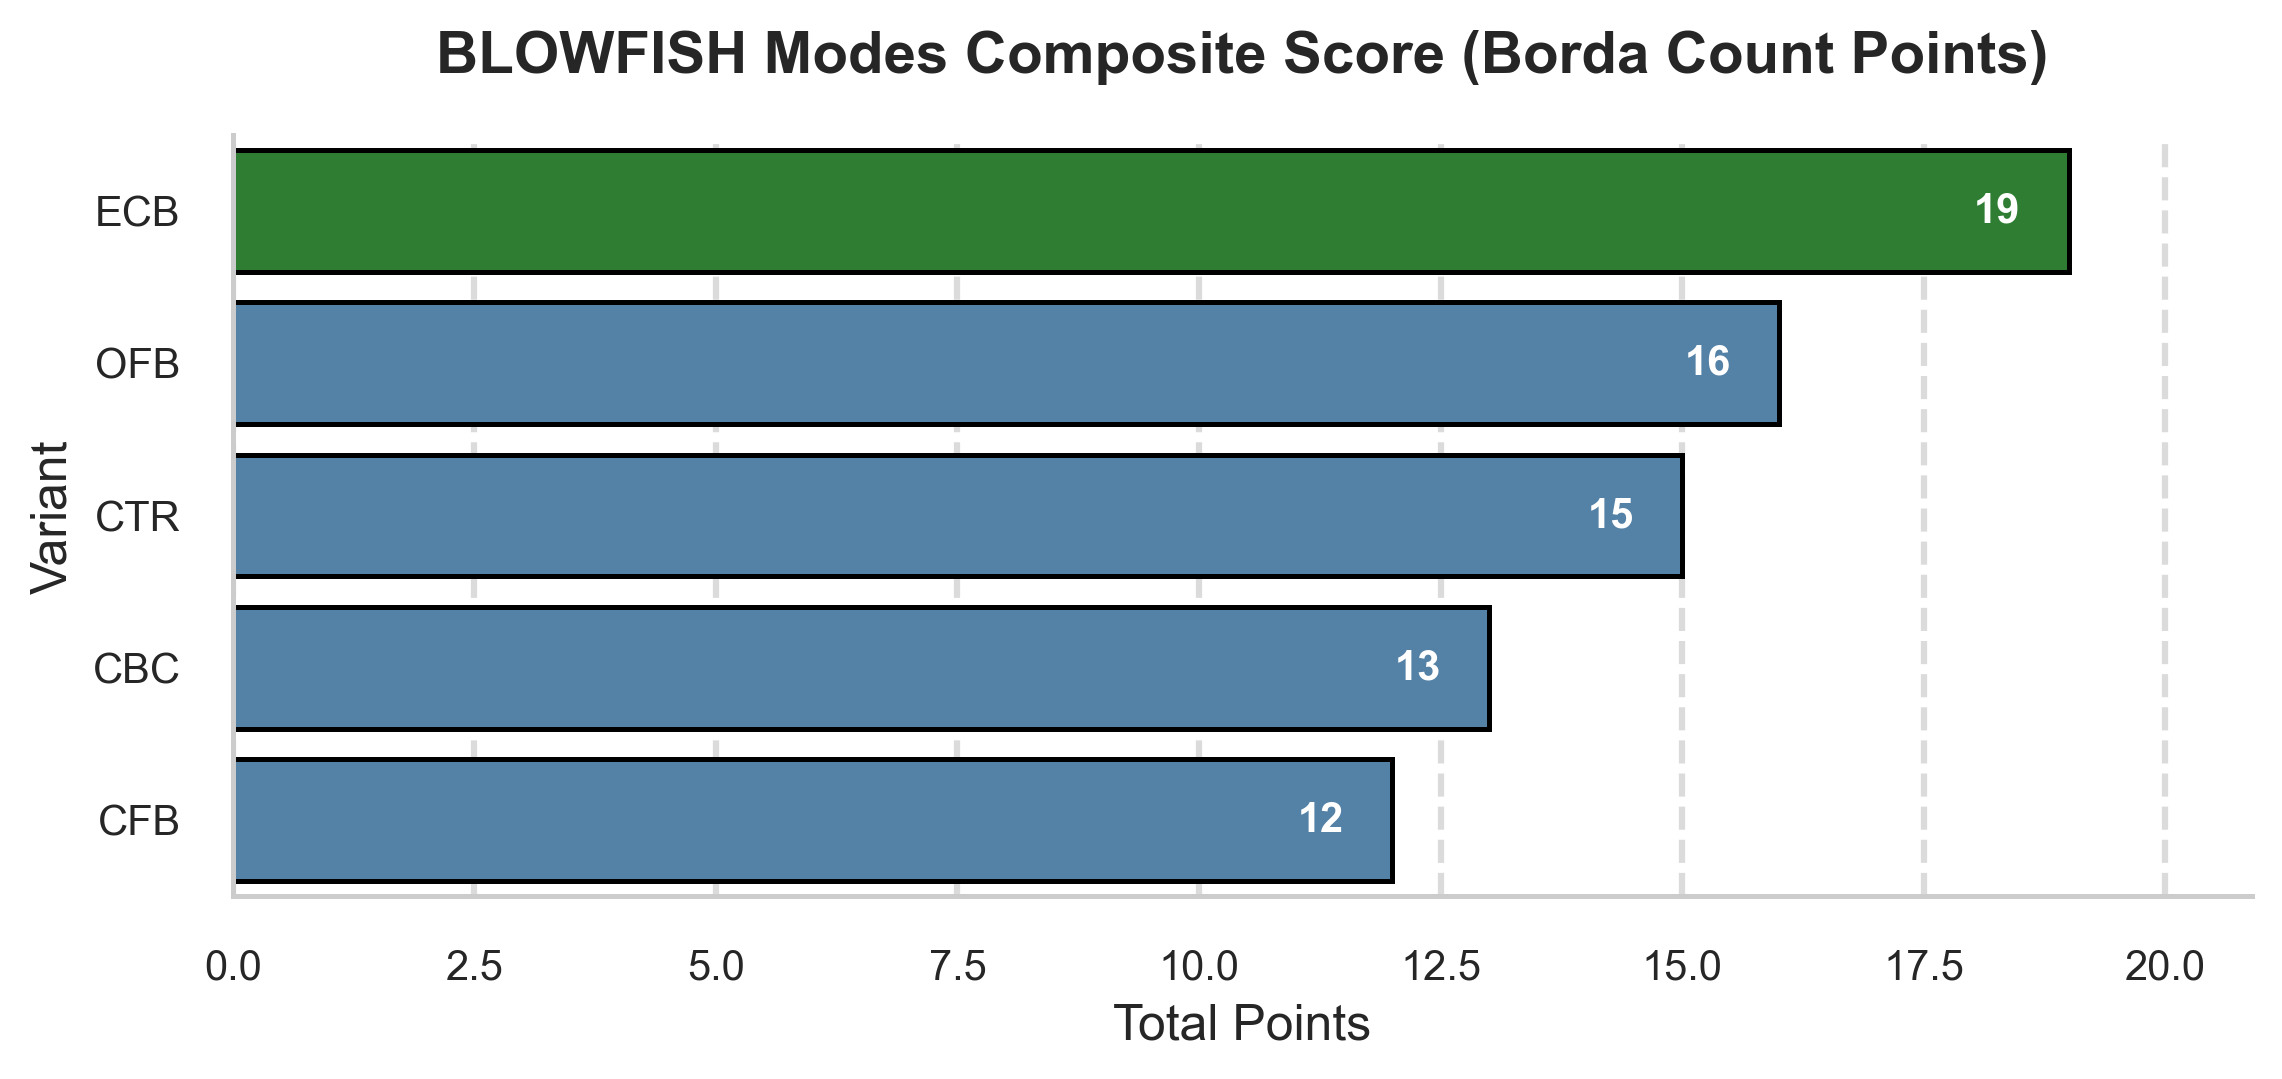 BLOWFISH Modes Composite Score (Borda Count Points)
Variant
ECB
19
OFB
16
CTR
15
CBC
13
CFB
12
0.0 2.5 5.0 7.5 10.0 12.5 15.0 17.5 20.0
Total Points